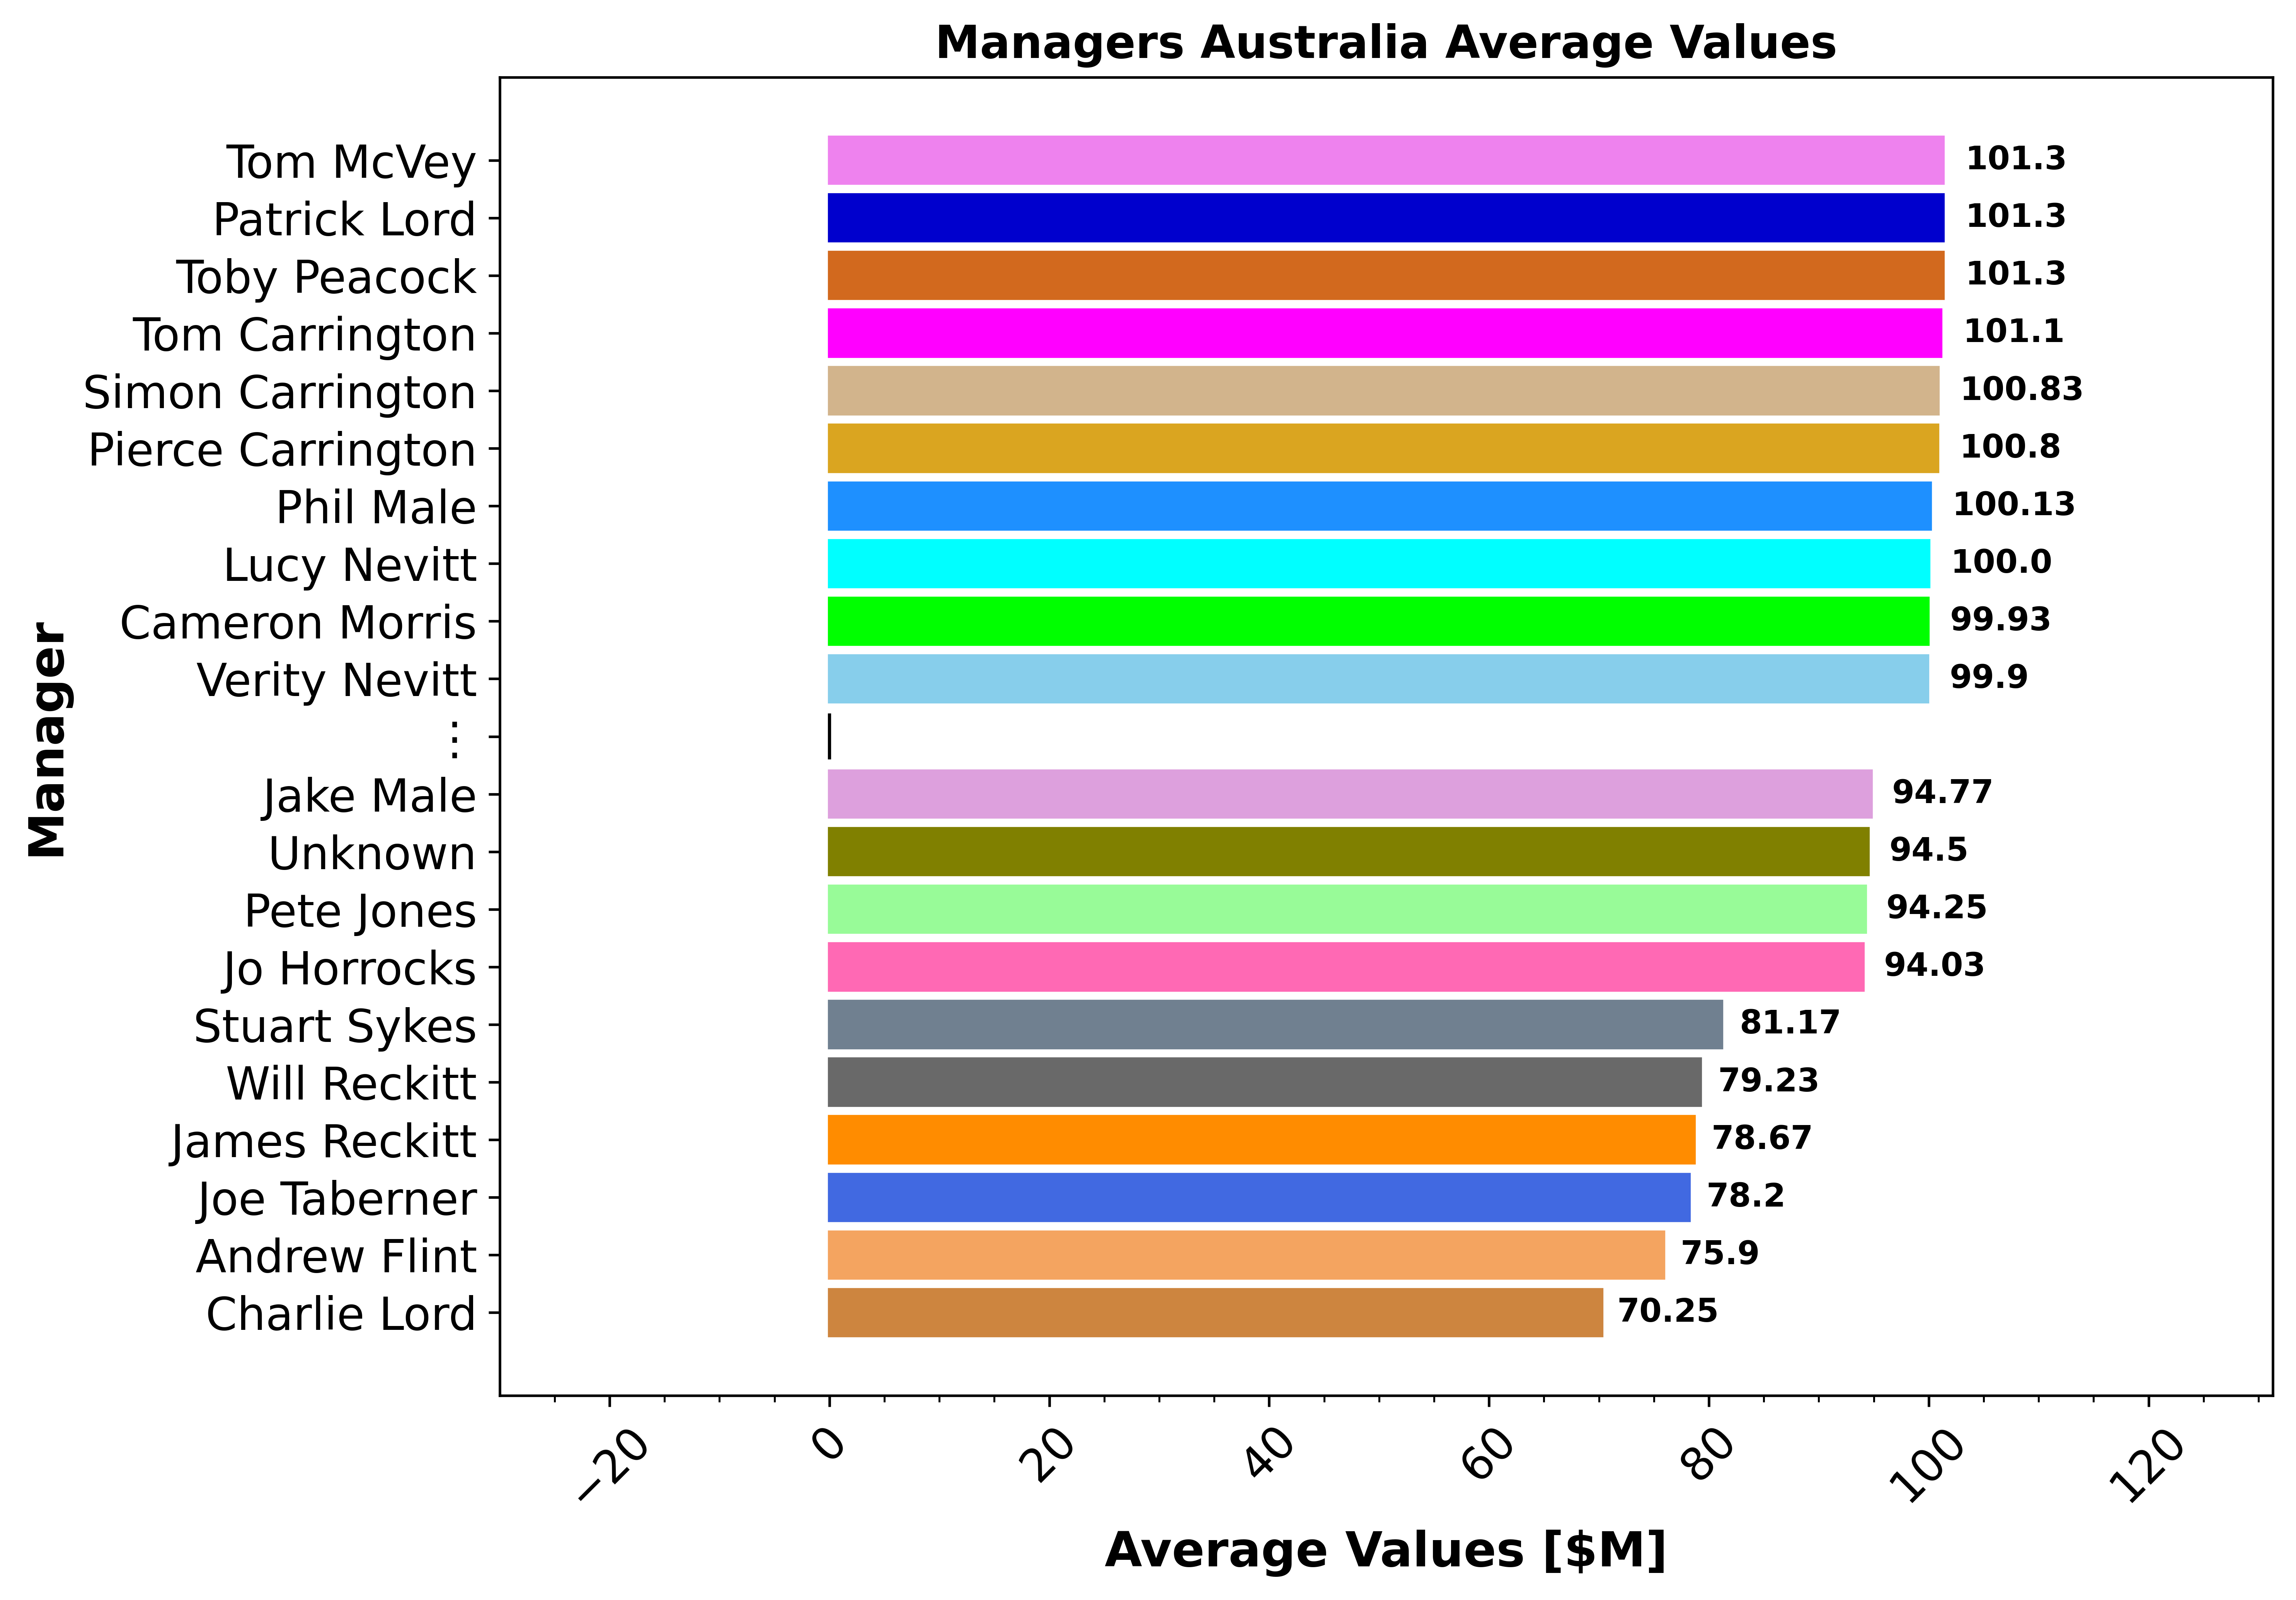 Managers Australia Average Values
Manager
Tom McVey 101.3
Patrick Lord 101.3
Toby Peacock 101.3
Tom Carrington 101.1
Simon Carrington 100.83
Pierce Carrington 100.8
Phil Male 100.13
Lucy Nevitt 100.0
Cameron Morris 99.93
Verity Nevitt 99.9
⋮
Jake Male 94.77
Unknown 94.5
Pete Jones 94.25
Jo Horrocks 94.03
Stuart Sykes 81.17
Will Reckitt 79.23
James Reckitt 78.67
Joe Taberner 78.2
Andrew Flint 75.9
Charlie Lord 70.25
−20 0 20 40 60 80 100 120
Average Values [$M]